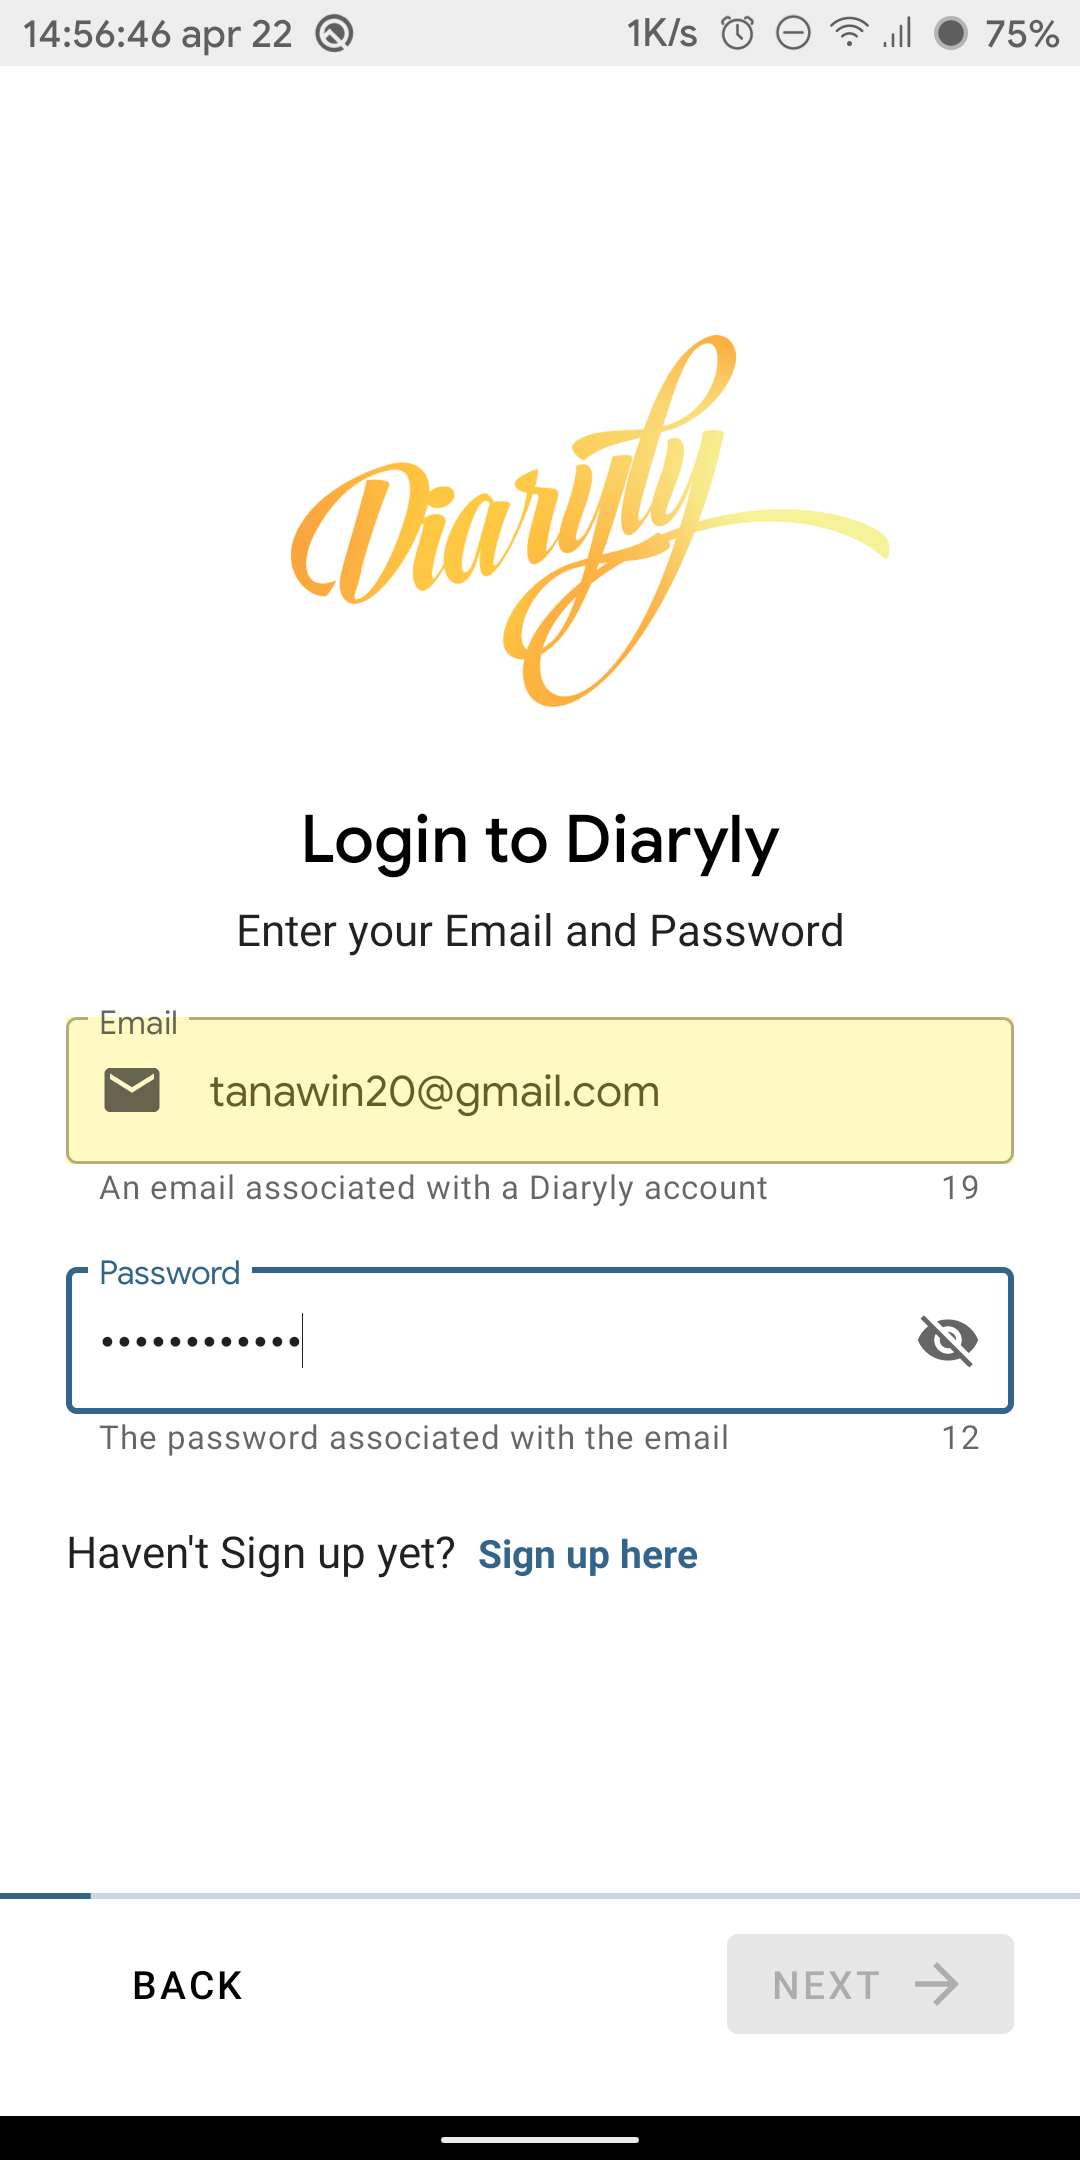 14:56:46 apr 22 1K/s 75%
Diaryly
Login to Diaryly
Enter your Email and Password
Email
tanawin20@gmail.com
An email associated with a Diaryly account 19
Password
••••••••••••
The password associated with the email 12
Haven't Sign up yet? Sign up here
BACK NEXT